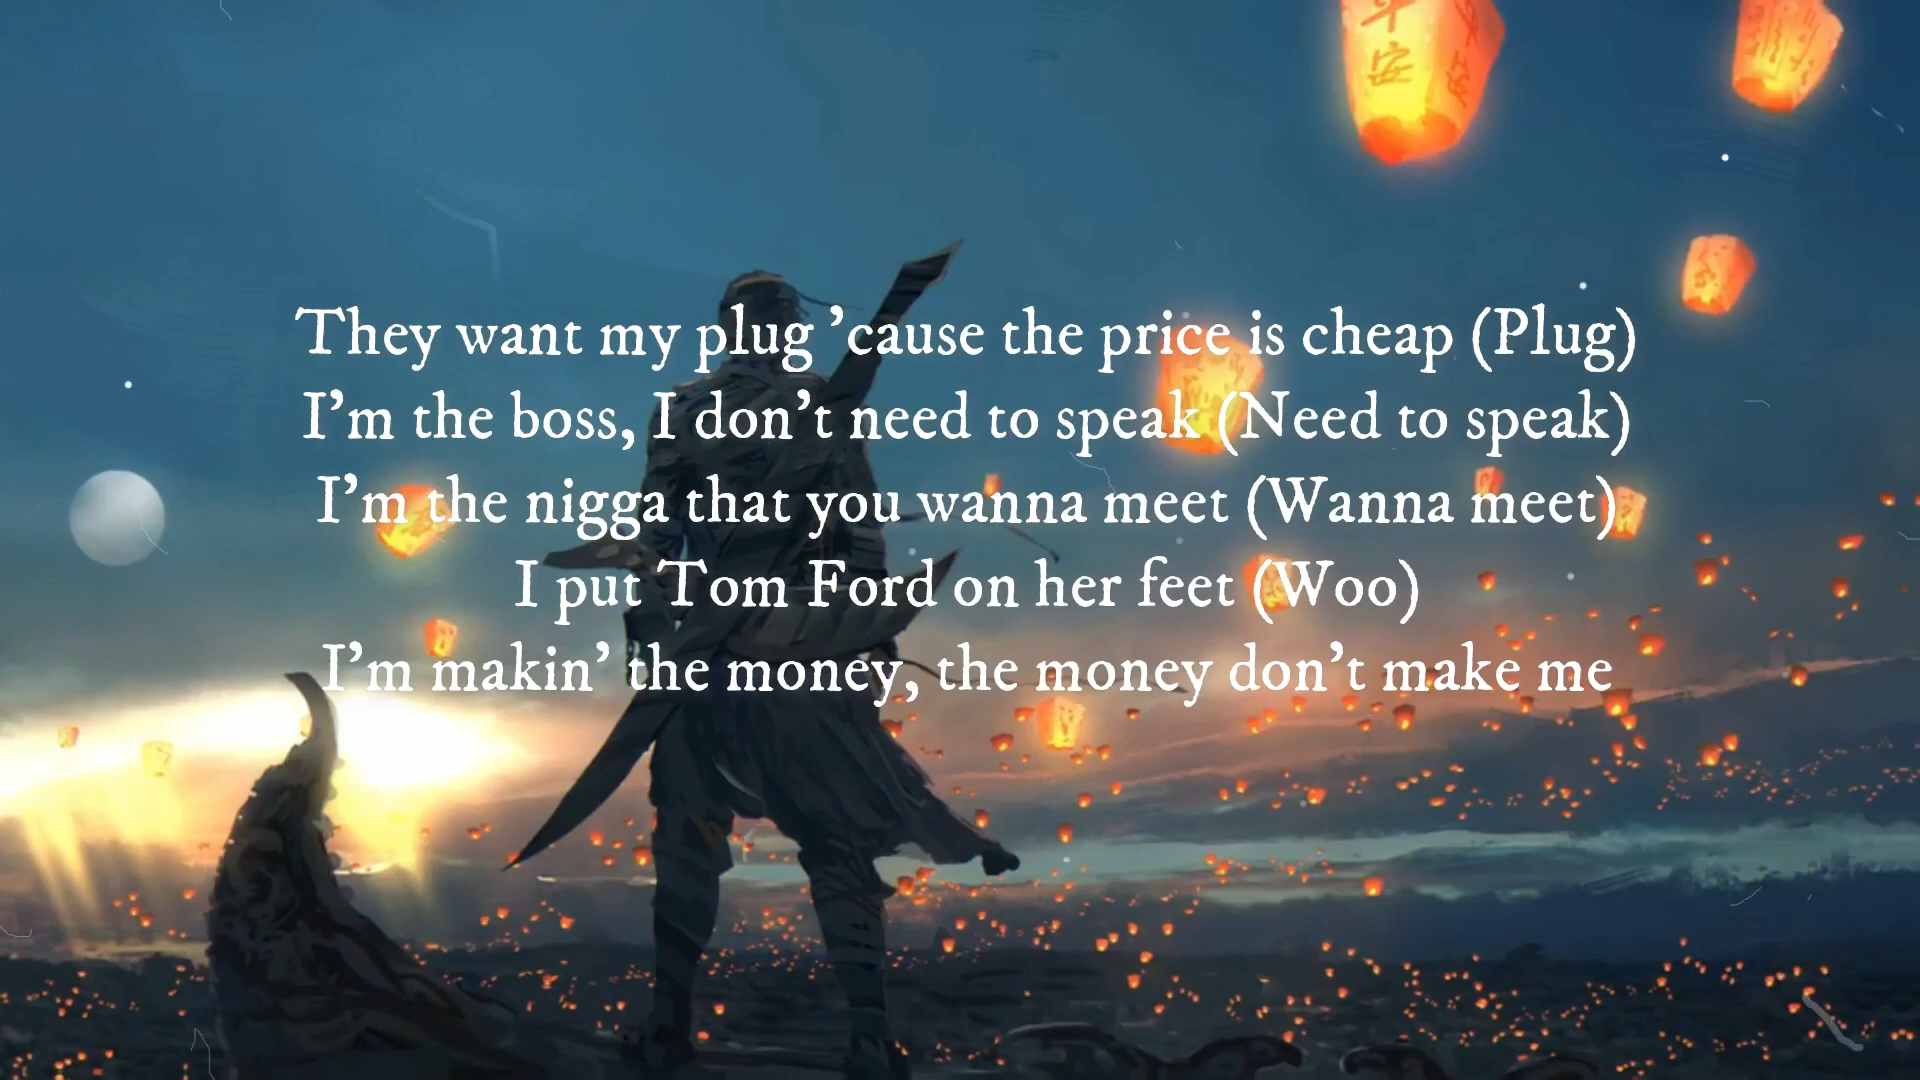 平安
They want my plug ’cause the price is cheap (Plug)
I’m the boss, I don’t need to speak (Need to speak)
I’m the nigga that you wanna meet (Wanna meet)
I put Tom Ford on her feet (Woo)
I’m makin’ the money, the money don’t make me